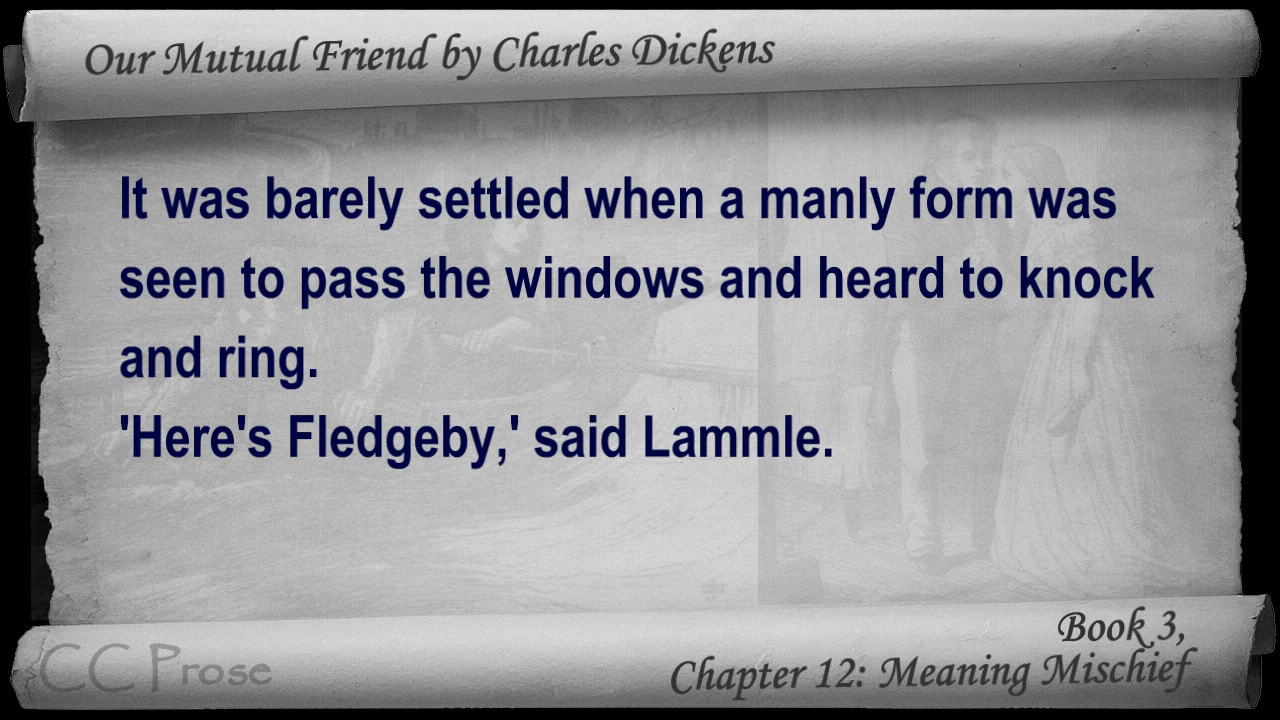 Our Mutual Friend by Charles Dickens
It was barely settled when a manly form was
seen to pass the windows and heard to knock
and ring.
'Here's Fledgeby,' said Lammle.
Book 3,
Chapter 12: Meaning Mischief
CC Prose